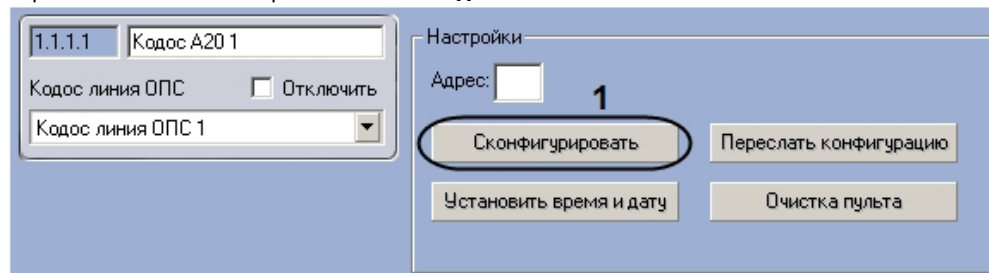 1.1.1.1 Кодос А20 1
Кодос линия ОПС Отключить
Кодос линия ОПС 1
Настройки
Адрес:
1
Сконфигурировать Переслать конфигурацию
Установить время и дату Очистка пульта